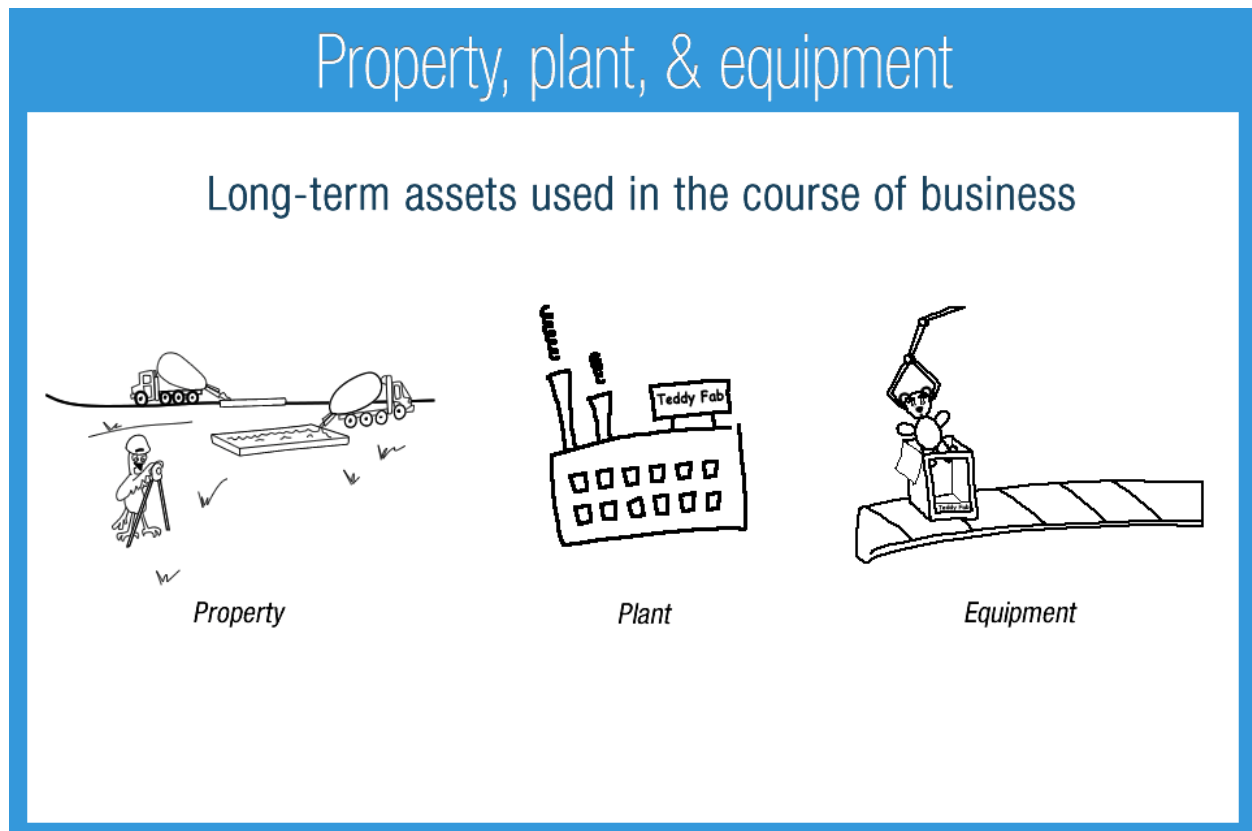 Property, plant, & equipment
Long-term assets used in the course of business
Teddy Fab
Teddy Fab
Property
Plant
Equipment